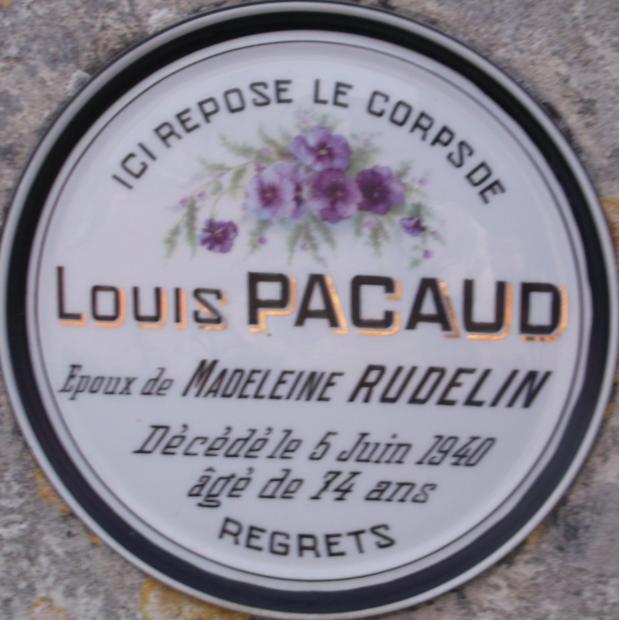 ICI REPOSE LE CORPS DE
LOUIS PACAUD
Epoux de MADELEINE RUDELIN
Décédé le 5 Juin 1940
âgé de 74 ans
REGRETS